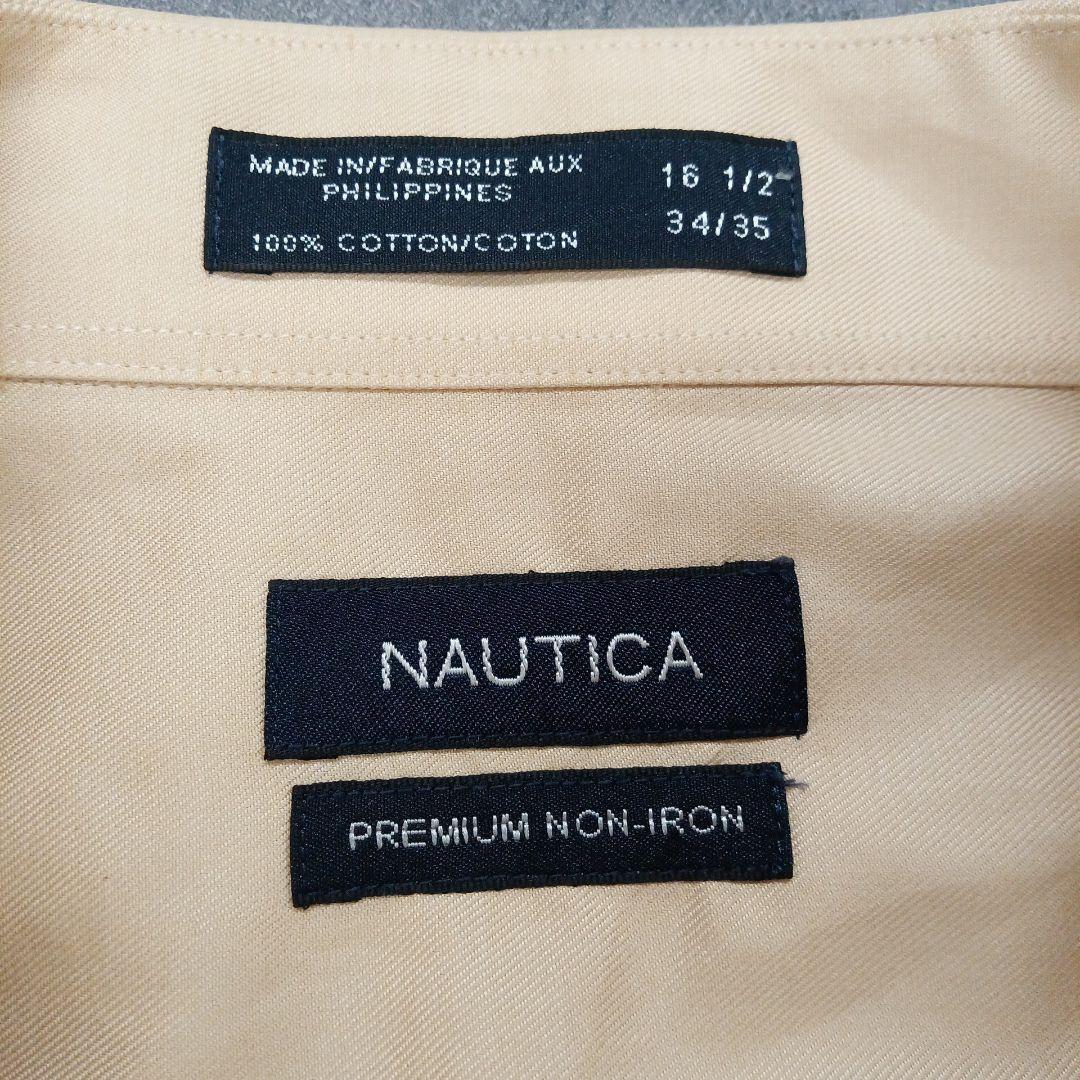 MADE IN/FABRIQUE AUX
PHILIPPINES
100% COTTON/COTON
16 1/2
34/35
NAUTICA
PREMIUM NON-IRON